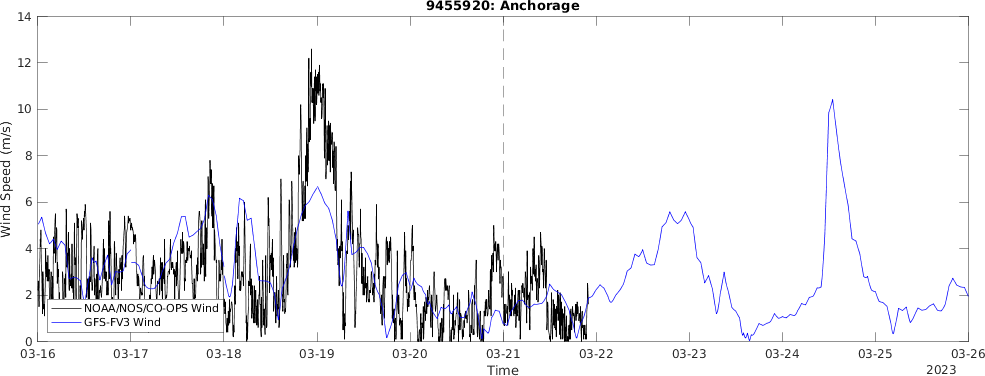 9455920: Anchorage
Wind Speed (m/s)
14
12
10
8
6
4
2
0
NOAA/NOS/CO-OPS Wind
GFS-FV3 Wind
03-16 03-17 03-18 03-19 03-20 03-21 03-22 03-23 03-24 03-25 03-26
Time
2023